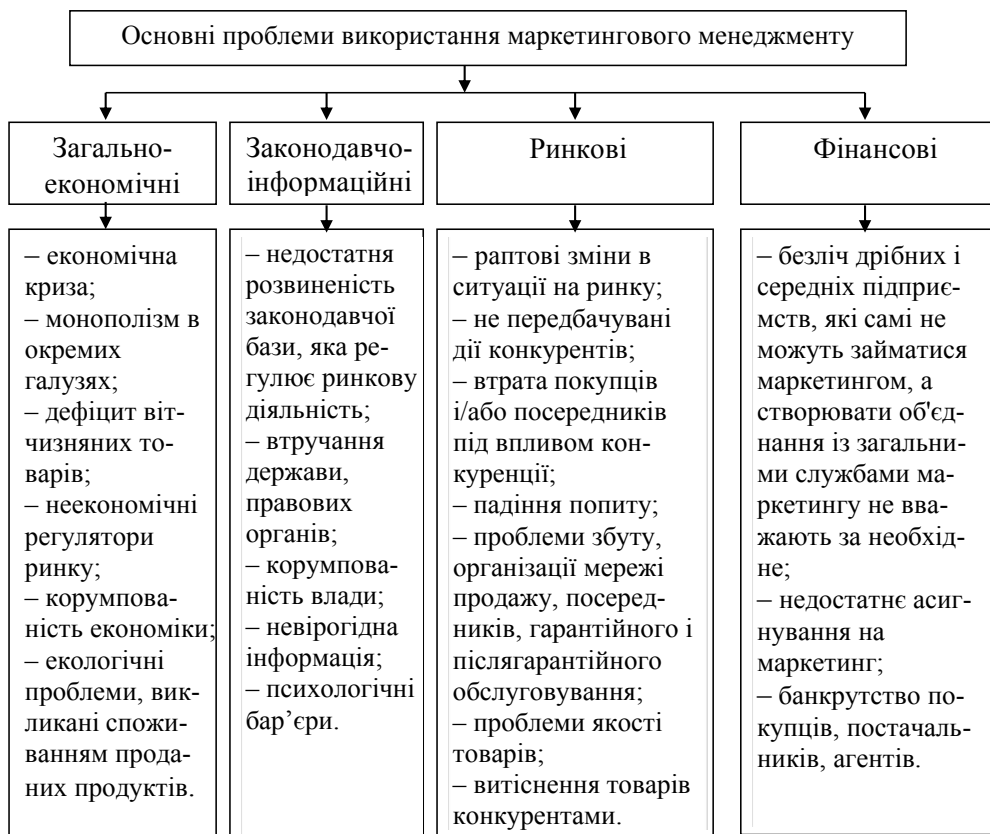 Основні проблеми використання маркетингового менеджменту
Загально-
економічні
Законодавчо-
інформаційні
Ринкові
Фінансові
– економічна
криза;
– монополізм в
окремих
галузях;
– дефіцит віт-
чизняних то-
варів;
– неекономічні
регулятори
ринку;
– корумпова-
ність економіки;
– екологічні
проблеми, вик-
ликані спожи-
ванням прода-
них продуктів.
– недостатня
розвиненість
законодавчої
бази, яка ре-
гулює ринкову
діяльність;
– втручання
держави,
правових
органів;
– корумпова-
ність влади;
– невірогідна
інформація;
– психологічні
бар’єри.
– раптові зміни в
ситуації на ринку;
– не передбачувані
дії конкурентів;
– втрата покупців
і/або посередників
під впливом кон-
куренції;
– падіння попиту;
– проблеми збуту,
організації мережі
продажу, посеред-
ників, гарантійного і
післягарантійного
обслуговування;
– проблеми якості
товарів;
– витіснення товарів
конкурентами.
– безліч дрібних і
середніх підприє-
мств, які самі не
можуть займатися
маркетингом, а
створювати об'єд-
нання із загальни-
ми службами ма-
ркетингу не вва-
жають за необхід-
не;
– недостатнє асиг-
нування на
маркетинг;
– банкрутство по-
купців, постачаль-
ників, агентів.